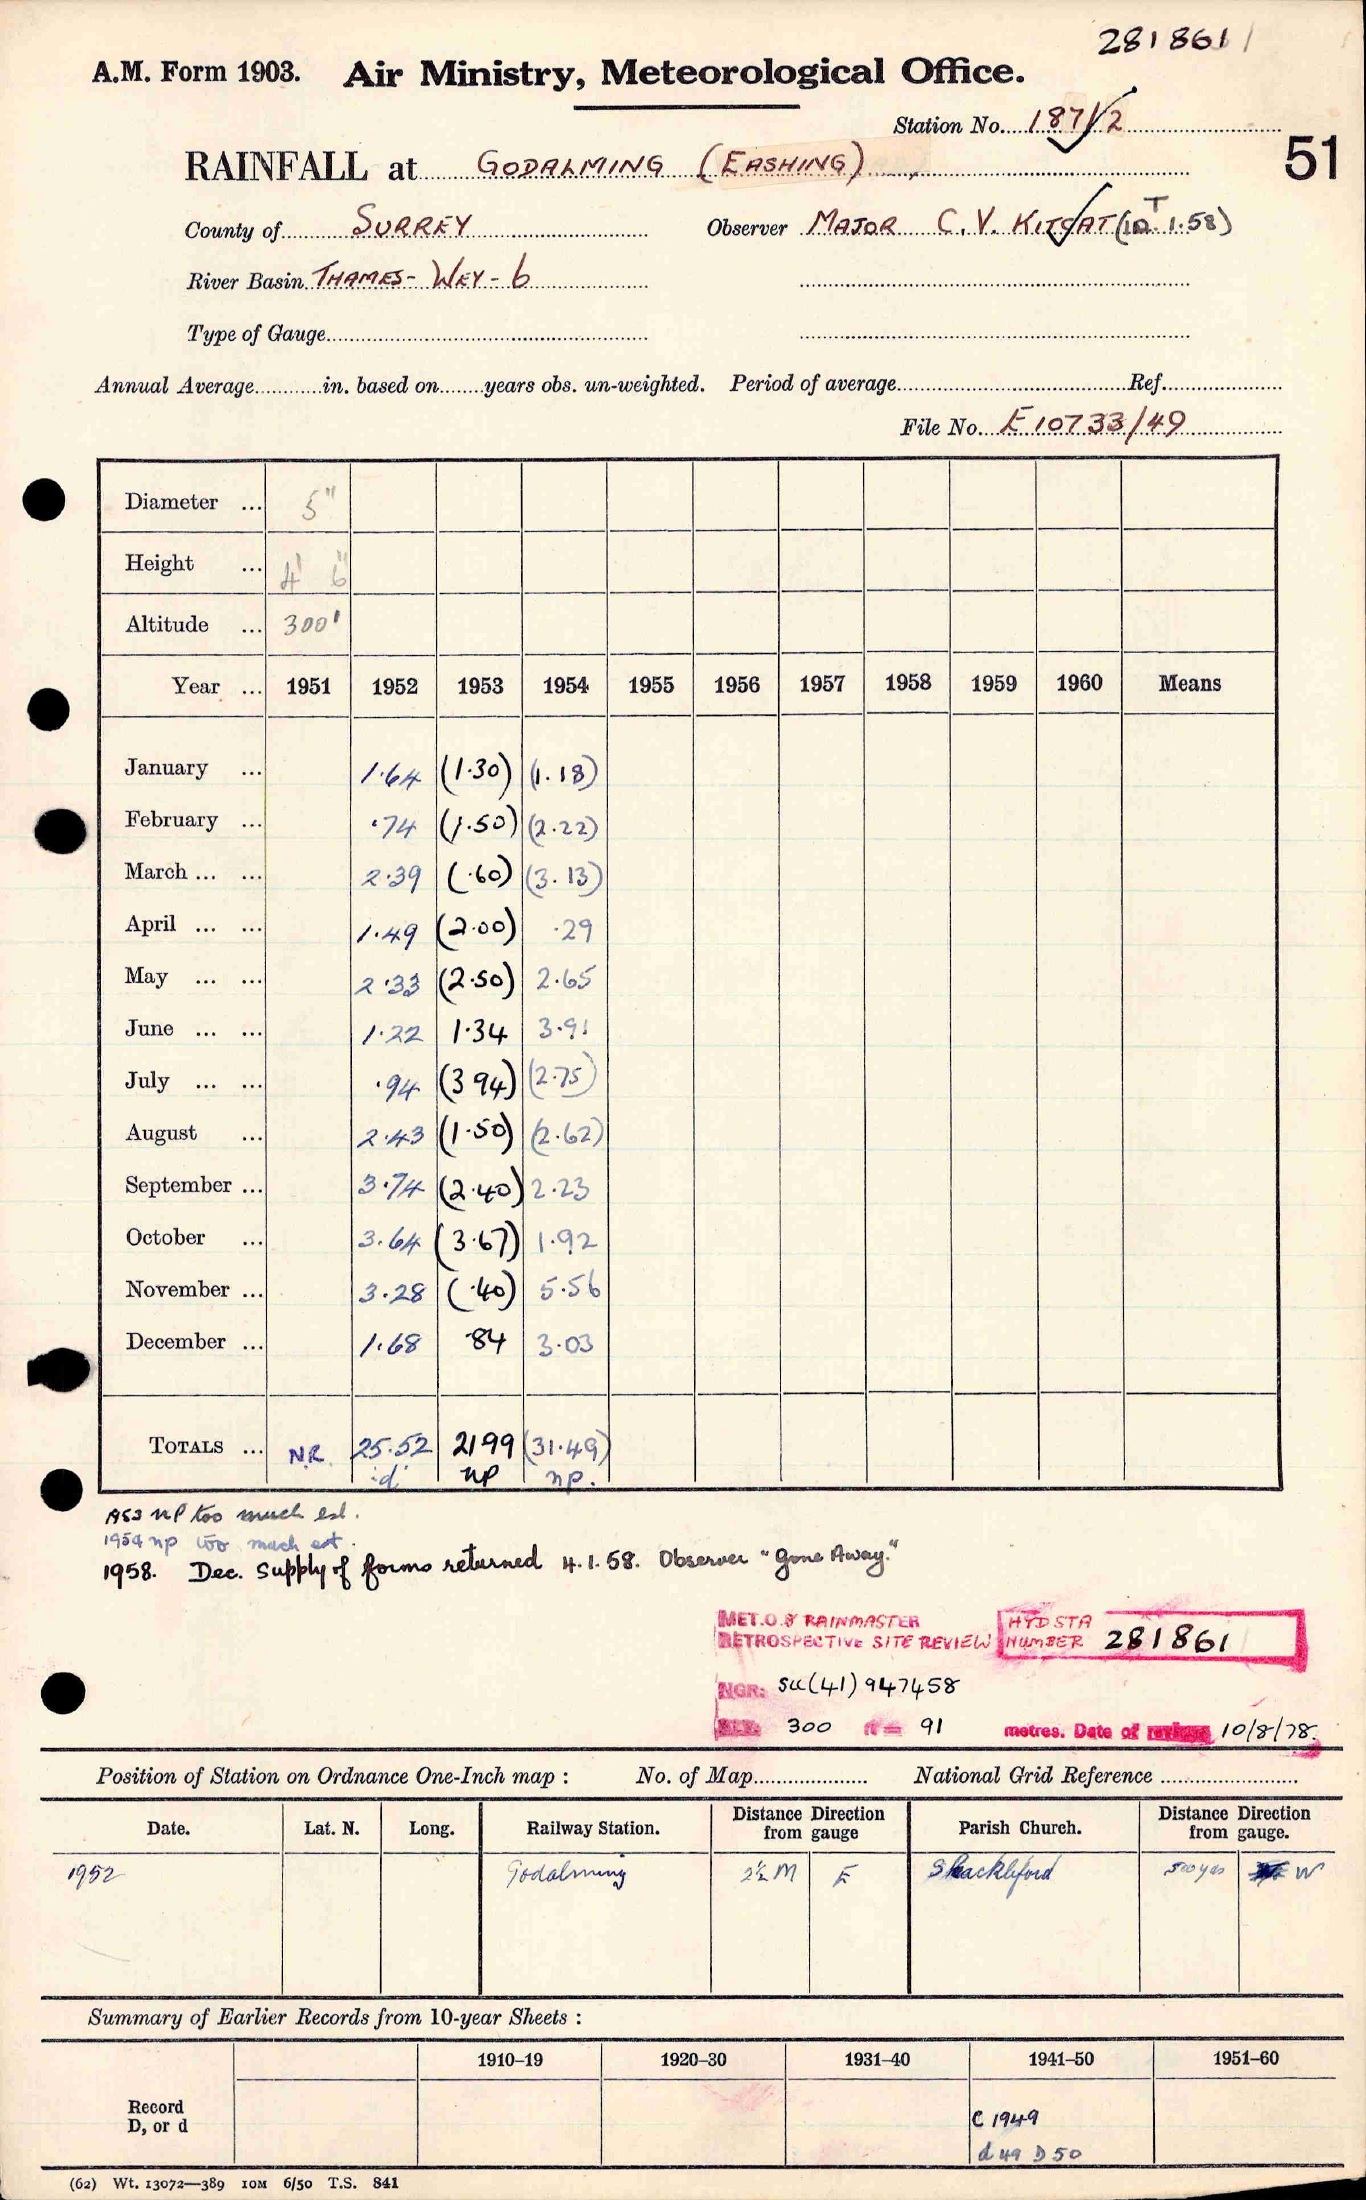 281861
A.M. Form 1903. Air Ministry, Meteorological Office.
Station No. 187/2
51
RAINFALL at GODALMING (EASHING)
County of SURREY Observer MAJOR C. V. KITCAT (10 T 1.58)
River Basin THAMES - WEY - 6
Type of Gauge
Annual Average in. based on years obs. un-weighted. Period of average Ref.
File No. E 10733/49
Diameter ... 5"
Height ... 4' 6"
Altitude ... 300'
Year ... 1951 1952 1953 1954 1955 1956 1957 1958 1959 1960 Means
January ... 1.64 (1.30) (1.18)
February ... .74 (1.50) (2.22)
March ... ... 2.39 (.60) (3.13)
April ... ... 1.49 (2.00) .29
May ... ... 2.33 (2.50) 2.65
June ... ... 1.22 1.34 3.91
July ... ... .94 (3 94) (2.75)
August ... 2.43 (1.50) (2.62)
September ... 3.74 (2.40) 2.23
October ... 3.64 (3.67) 1.92
November ... 3.28 (.40) 5.56
December ... 1.68 .84 3.03
TOTALS ... N.R. 25.52 2199 (31.49)
'd' np np.
1953 np too much est.
1954 np too much est.
1958. Dec. Supply of forms returned 4.1.58. Observer "Gone Away."
MET.O.8 RAINMASTER
RETROSPECTIVE SITE REVIEW
HYD STA
NUMBER 281861
NGR: SU(41) 947458
ALT. 300 ft = 91 metres. Date of review 10/8/78.
Position of Station on Ordnance One-Inch map : No. of Map National Grid Reference
Date. Lat. N. Long. Railway Station. Distance Direction from gauge Parish Church. Distance Direction from gauge.
1952 Godalming 2½ M E Shackleford 500 yds W
Summary of Earlier Records from 10-year Sheets :
1910–19 1920–30 1931–40 1941–50 1951–60
Record
D, or d
C 1949
d 49 D 50
(62) Wt. 13072—389 10M 6/50 T.S. 841